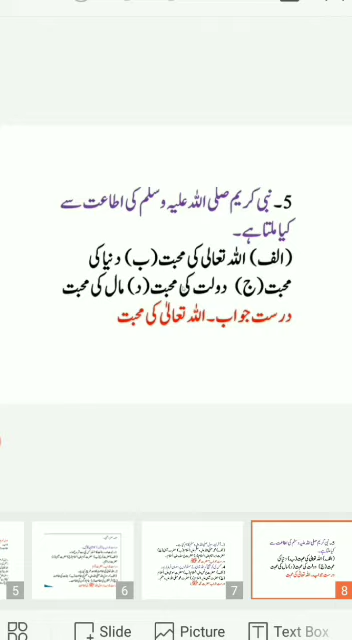 5۔ نبی کریم صلی اللہ علیہ وسلم کی اطاعت سے
کیا ملتا ہے۔
(الف) اللہ تعالی کی محبت (ب) دنیا کی
محبت (ج) دولت کی محبت (د) مال کی محبت
درست جواب۔ اللہ تعالیٰ کی محبت
5
6
7
8
Slide
Picture
Text Box